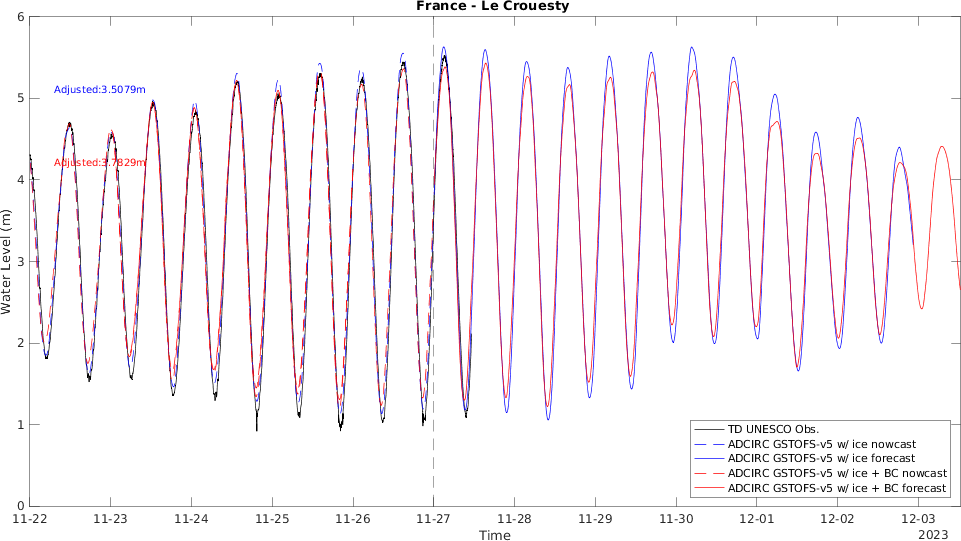 France - Le Crouesty
6
5
4
3
2
1
0
Water Level (m)
Adjusted:3.5079m
Adjusted:3.7829m
TD UNESCO Obs.
ADCIRC GSTOFS-v5 w/ ice nowcast
ADCIRC GSTOFS-v5 w/ ice forecast
ADCIRC GSTOFS-v5 w/ ice + BC nowcast
ADCIRC GSTOFS-v5 w/ ice + BC forecast
11-22 11-23 11-24 11-25 11-26 11-27 11-28 11-29 11-30 12-01 12-02 12-03
Time
2023